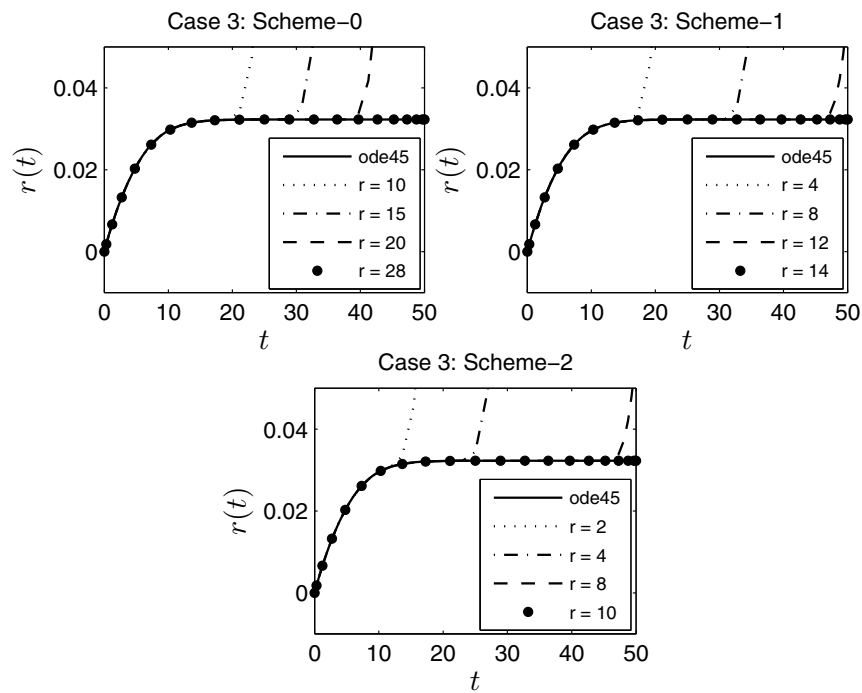 Case 3: Scheme−0
0.04
0.02
0
r(t)
ode45
r = 10
r = 15
r = 20
r = 28
0 10 20 30 40 50
t
Case 3: Scheme−1
0.04
0.02
0
r(t)
ode45
r = 4
r = 8
r = 12
r = 14
0 10 20 30 40 50
t
Case 3: Scheme−2
0.04
0.02
0
r(t)
ode45
r = 2
r = 4
r = 8
r = 10
0 10 20 30 40 50
t